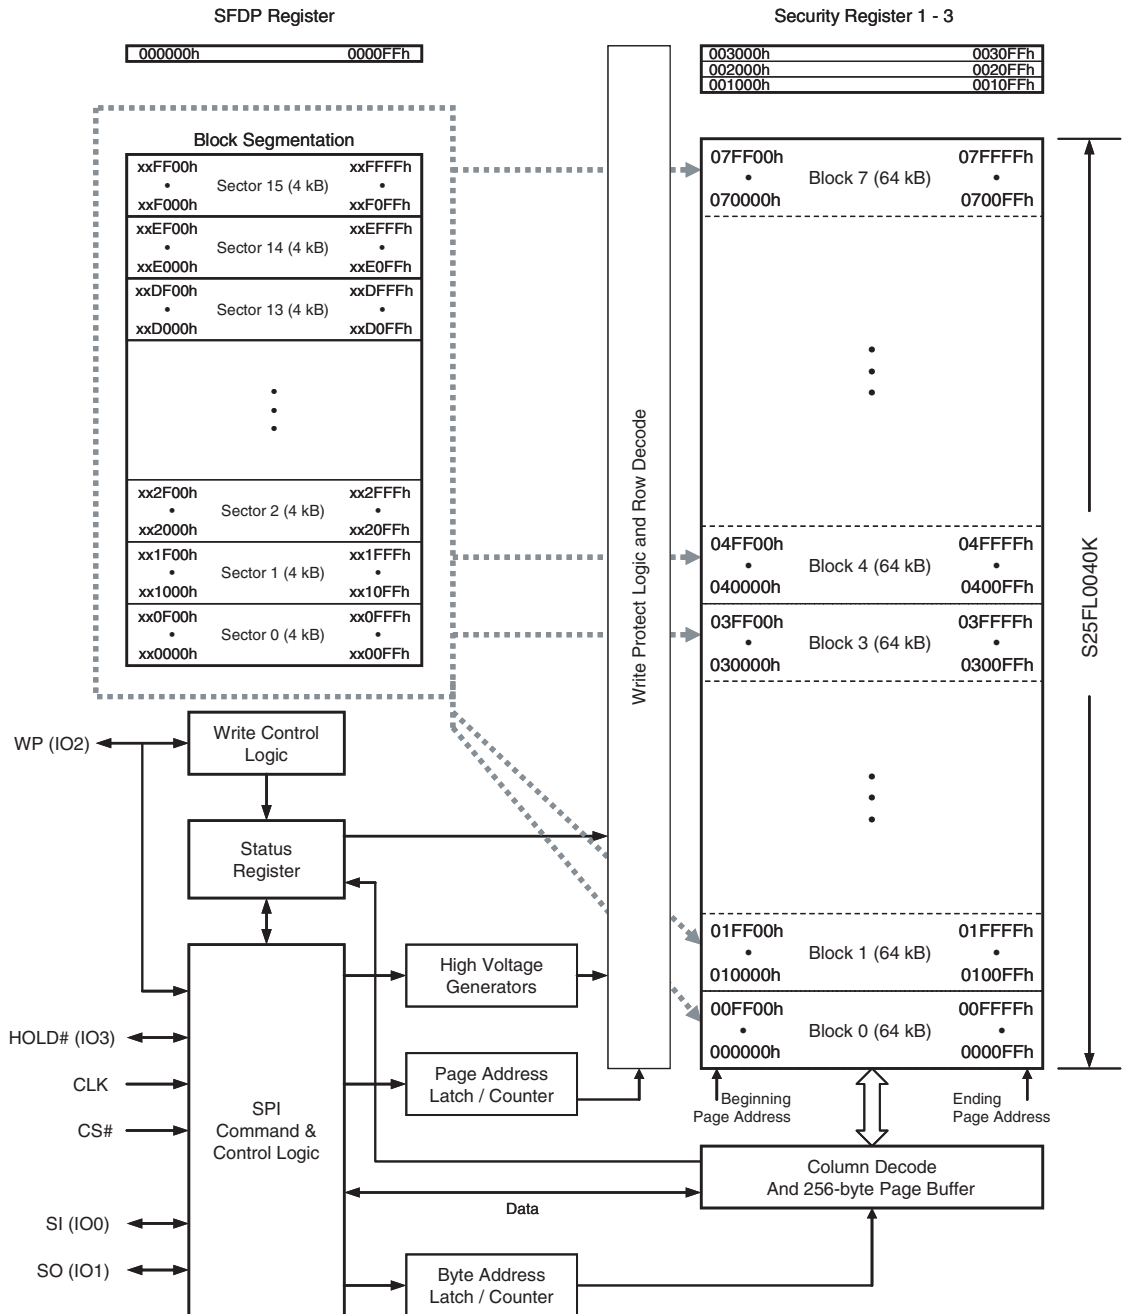 SFDP Register
000000h 0000FFh
Security Register 1 - 3
003000h 0030FFh
002000h 0020FFh
001000h 0010FFh
Block Segmentation
xxFF00h xxFFFFh
• Sector 15 (4 kB) •
xxF000h xxF0FFh
xxEF00h xxEFFFh
• Sector 14 (4 kB) •
xxE000h xxE0FFh
xxDF00h xxDFFFh
• Sector 13 (4 kB) •
xxD000h xxD0FFh
xx2F00h xx2FFFh
• Sector 2 (4 kB) •
xx2000h xx20FFh
xx1F00h xx1FFFh
• Sector 1 (4 kB) •
xx1000h xx10FFh
xx0F00h xx0FFFh
• Sector 0 (4 kB) •
xx0000h xx00FFh
Write Protect Logic and Row Decode
07FF00h 07FFFFh
• Block 7 (64 kB) •
070000h 0700FFh
04FF00h 04FFFFh
• Block 4 (64 kB) •
040000h 0400FFh
03FF00h 03FFFFh
• Block 3 (64 kB) •
030000h 0300FFh
01FF00h 01FFFFh
• Block 1 (64 kB) •
010000h 0100FFh
00FF00h 00FFFFh
• Block 0 (64 kB) •
000000h 0000FFh
S25FL0040K
Beginning
Page Address
Ending
Page Address
WP (IO2)
Write Control
Logic
Status
Register
HOLD# (IO3)
CLK
CS#
SI (IO0)
SO (IO1)
SPI
Command &
Control Logic
High Voltage
Generators
Page Address
Latch / Counter
Column Decode
And 256-byte Page Buffer
Data
Byte Address
Latch / Counter